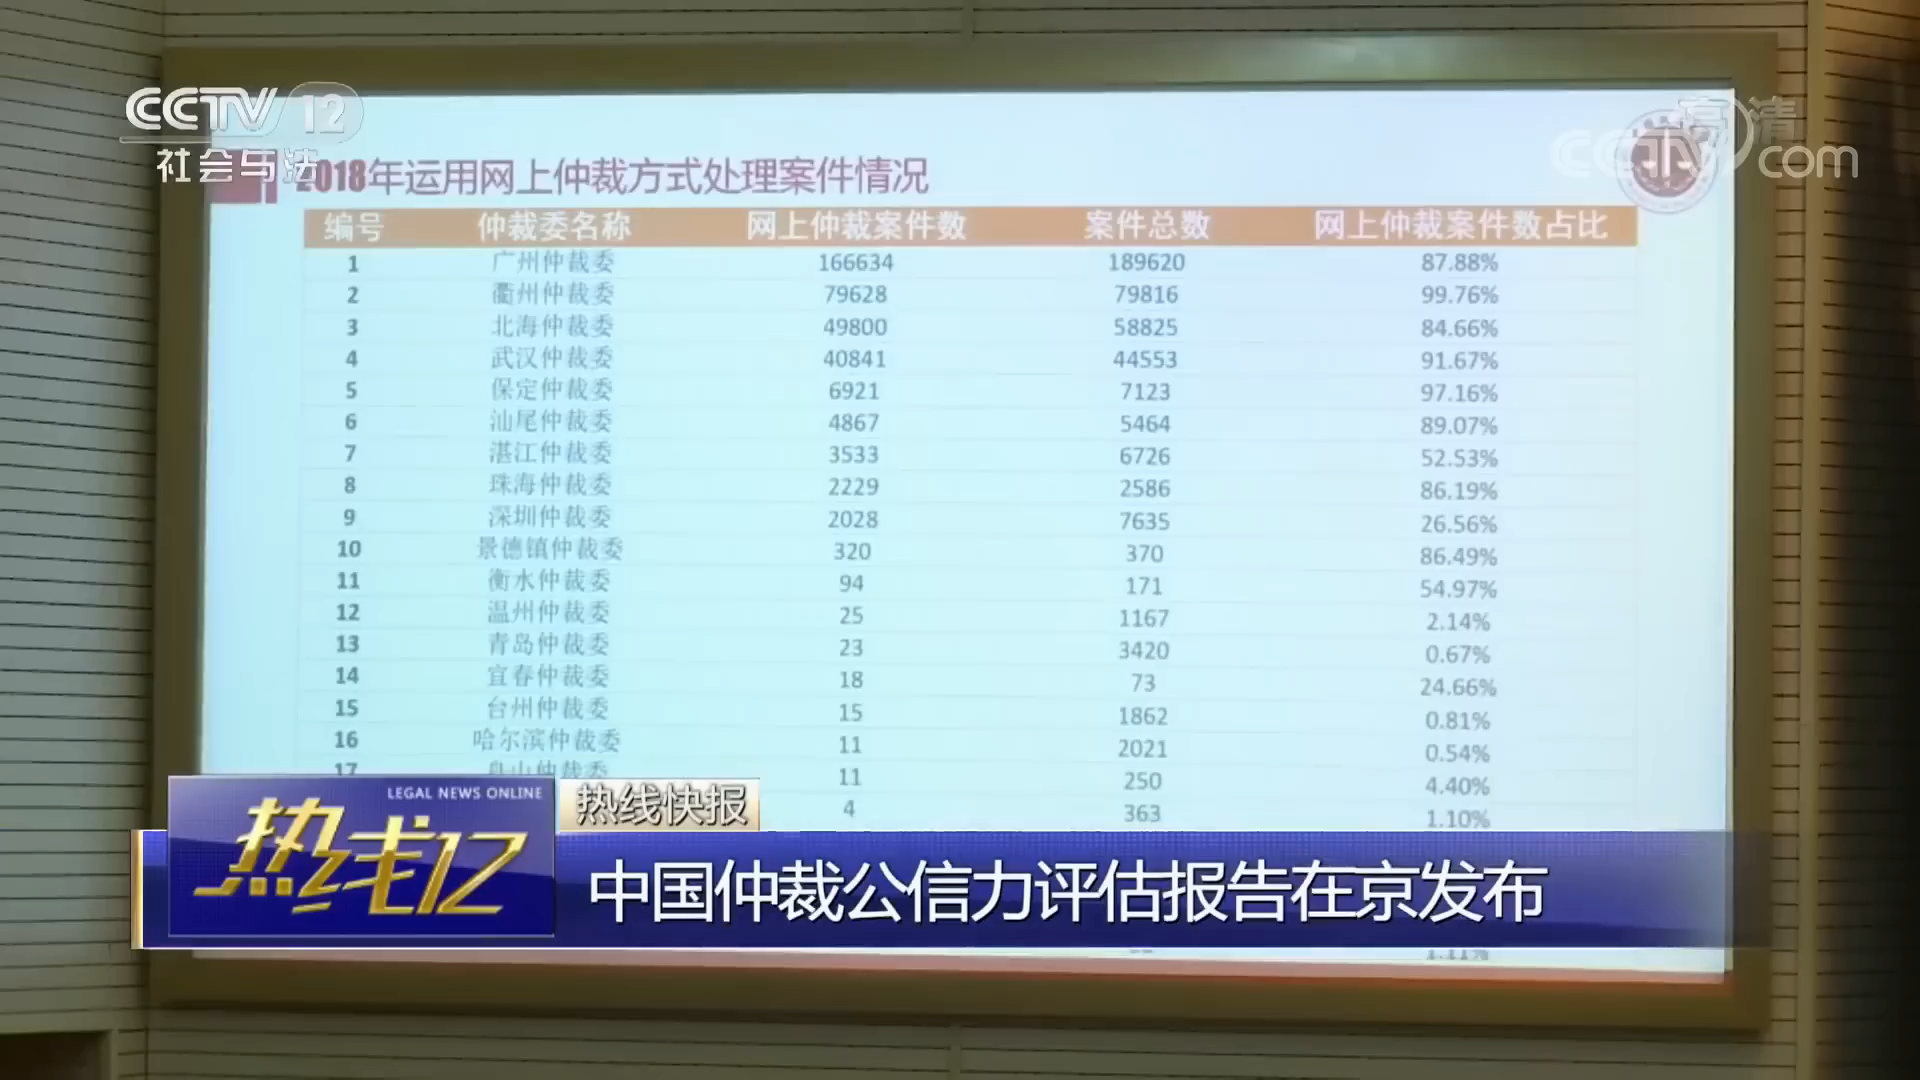 CCTV 12
社会与法
高清
CCTV com
2018年运用网上仲裁方式处理案件情况
编号 仲裁委名称 网上仲裁案件数 案件总数 网上仲裁案件数占比
1 广州仲裁委 166634 189620 87.88%
2 衢州仲裁委 79628 79816 99.76%
3 北海仲裁委 49800 58825 84.66%
4 武汉仲裁委 40841 44553 91.67%
5 保定仲裁委 6921 7123 97.16%
6 汕尾仲裁委 4867 5464 89.07%
7 湛江仲裁委 3533 6726 52.53%
8 珠海仲裁委 2229 2586 86.19%
9 深圳仲裁委 2028 7635 26.56%
10 景德镇仲裁委 320 370 86.49%
11 衡水仲裁委 94 171 54.97%
12 温州仲裁委 25 1167 2.14%
13 青岛仲裁委 23 3420 0.67%
14 宜春仲裁委 18 73 24.66%
15 台州仲裁委 15 1862 0.81%
16 哈尔滨仲裁委 11 2021 0.54%
17 舟山仲裁委 11 250 4.40%
4 363 1.10%
LEGAL NEWS ONLINE
热线12
热线快报
中国仲裁公信力评估报告在京发布
1.11%